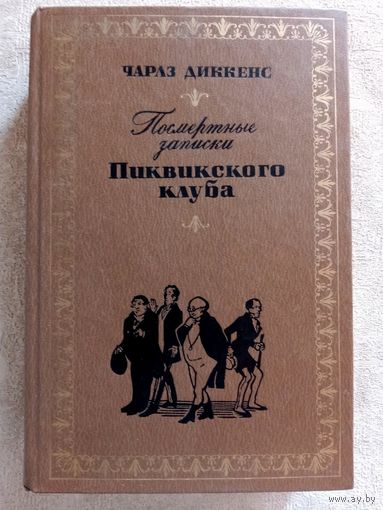 ЧАРЛЗ ДИККЕНС
Посмертные
записки
Пиквикского
клуба
www.ay.by